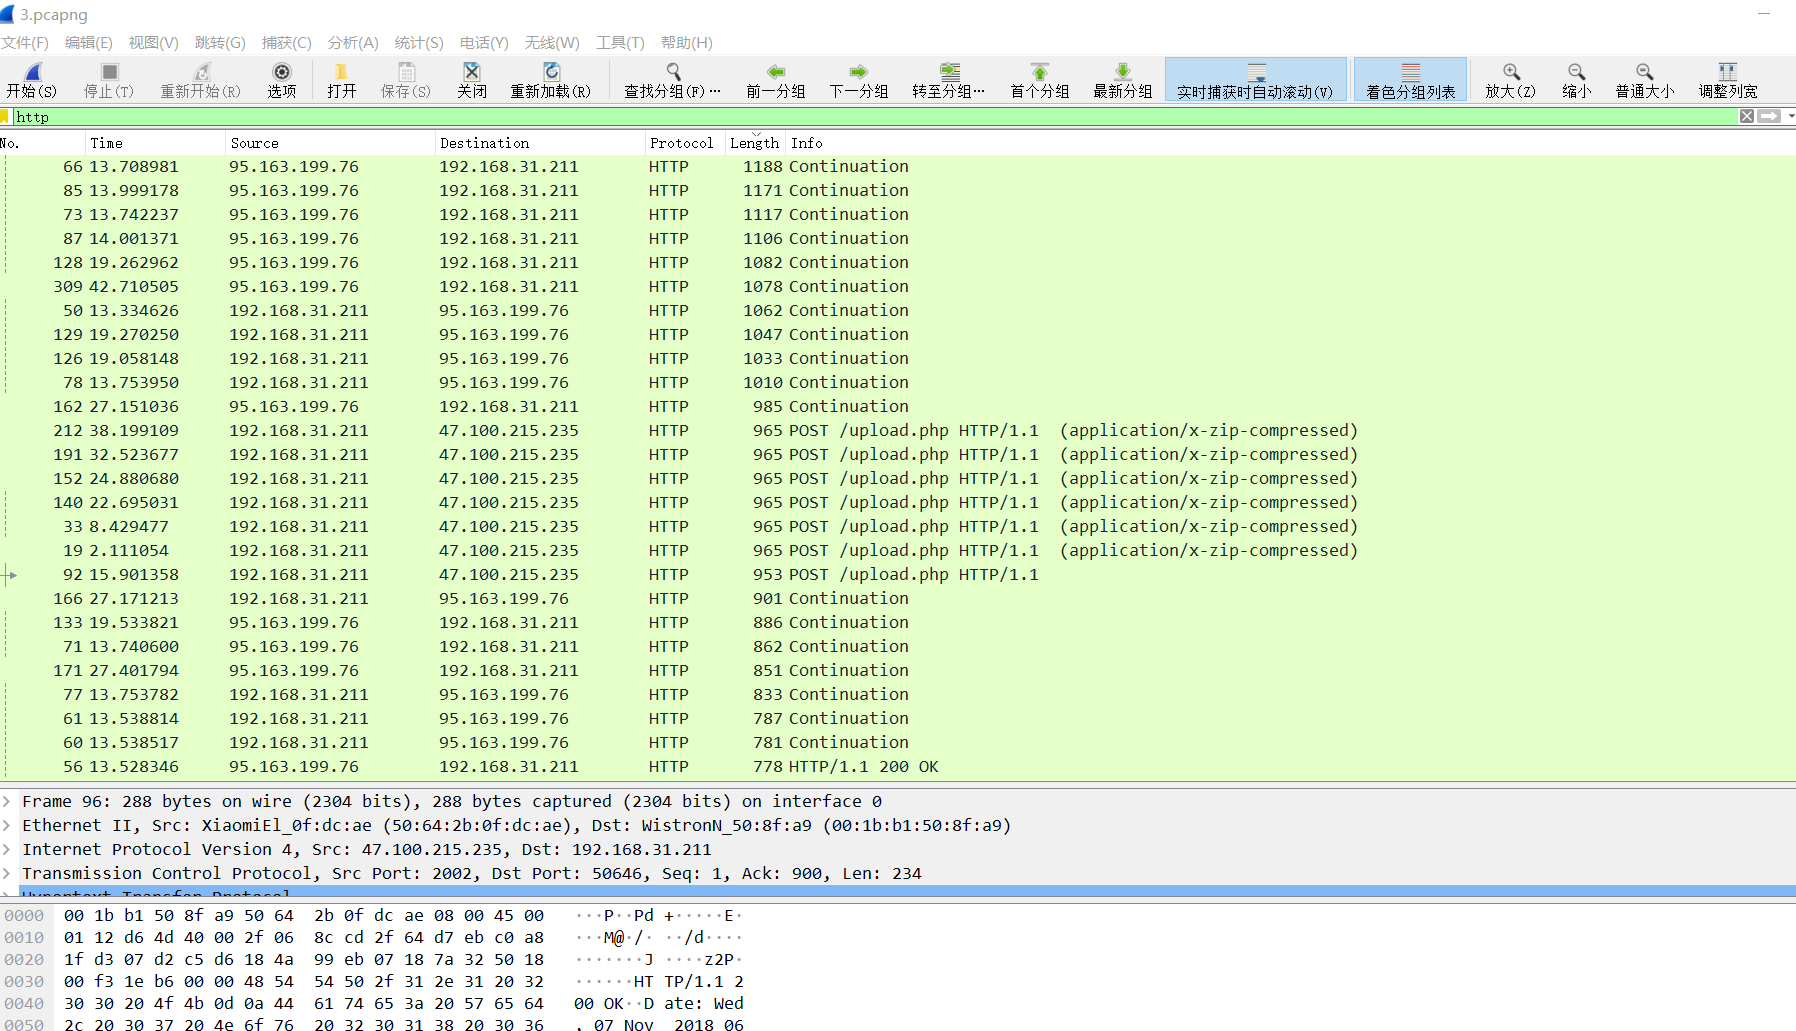 3.pcapng
文件(F) 编辑(E) 视图(V) 跳转(G) 捕获(C) 分析(A) 统计(S) 电话(Y) 无线(W) 工具(T) 帮助(H)
开始(S) 停止(T) 重新开始(R) 选项 打开 保存(S) 关闭 重新加载(R) 查找分组(F)… 前一分组 下一分组 转至分组… 首个分组 最新分组 实时捕获时自动滚动(V) 着色分组列表 放大(Z) 缩小 普通大小 调整列宽
http
No. Time Source Destination Protocol Length Info
66 13.708981 95.163.199.76 192.168.31.211 HTTP 1188 Continuation
85 13.999178 95.163.199.76 192.168.31.211 HTTP 1171 Continuation
73 13.742237 95.163.199.76 192.168.31.211 HTTP 1117 Continuation
87 14.001371 95.163.199.76 192.168.31.211 HTTP 1106 Continuation
128 19.262962 95.163.199.76 192.168.31.211 HTTP 1082 Continuation
309 42.710505 95.163.199.76 192.168.31.211 HTTP 1078 Continuation
50 13.334626 192.168.31.211 95.163.199.76 HTTP 1062 Continuation
129 19.270250 192.168.31.211 95.163.199.76 HTTP 1047 Continuation
126 19.058148 192.168.31.211 95.163.199.76 HTTP 1033 Continuation
78 13.753950 192.168.31.211 95.163.199.76 HTTP 1010 Continuation
162 27.151036 95.163.199.76 192.168.31.211 HTTP 985 Continuation
212 38.199109 192.168.31.211 47.100.215.235 HTTP 965 POST /upload.php HTTP/1.1 (application/x-zip-compressed)
191 32.523677 192.168.31.211 47.100.215.235 HTTP 965 POST /upload.php HTTP/1.1 (application/x-zip-compressed)
152 24.880680 192.168.31.211 47.100.215.235 HTTP 965 POST /upload.php HTTP/1.1 (application/x-zip-compressed)
140 22.695031 192.168.31.211 47.100.215.235 HTTP 965 POST /upload.php HTTP/1.1 (application/x-zip-compressed)
33 8.429477 192.168.31.211 47.100.215.235 HTTP 965 POST /upload.php HTTP/1.1 (application/x-zip-compressed)
19 2.111054 192.168.31.211 47.100.215.235 HTTP 965 POST /upload.php HTTP/1.1 (application/x-zip-compressed)
92 15.901358 192.168.31.211 47.100.215.235 HTTP 953 POST /upload.php HTTP/1.1
166 27.171213 192.168.31.211 95.163.199.76 HTTP 901 Continuation
133 19.533821 95.163.199.76 192.168.31.211 HTTP 886 Continuation
71 13.740600 95.163.199.76 192.168.31.211 HTTP 862 Continuation
171 27.401794 95.163.199.76 192.168.31.211 HTTP 851 Continuation
77 13.753782 192.168.31.211 95.163.199.76 HTTP 833 Continuation
61 13.538814 192.168.31.211 95.163.199.76 HTTP 787 Continuation
60 13.538517 192.168.31.211 95.163.199.76 HTTP 781 Continuation
56 13.528346 95.163.199.76 192.168.31.211 HTTP 778 HTTP/1.1 200 OK
Frame 96: 288 bytes on wire (2304 bits), 288 bytes captured (2304 bits) on interface 0
Ethernet II, Src: XiaomiEl_0f:dc:ae (50:64:2b:0f:dc:ae), Dst: WistronN_50:8f:a9 (00:1b:b1:50:8f:a9)
Internet Protocol Version 4, Src: 47.100.215.235, Dst: 192.168.31.211
Transmission Control Protocol, Src Port: 2002, Dst Port: 50646, Seq: 1, Ack: 900, Len: 234
Hypertext Transfer Protocol
0000 00 1b b1 50 8f a9 50 64 2b 0f dc ae 08 00 45 00 ···P··Pd +·····E·
0010 01 12 d6 4d 40 00 2f 06 8c cd 2f 64 d7 eb c0 a8 ···M@·/· ··/d····
0020 1f d3 07 d2 c5 d6 18 4a 99 eb 07 18 7a 32 50 18 ·······J ····z2P·
0030 00 f3 1e b6 00 00 48 54 54 50 2f 31 2e 31 20 32 ······HT TP/1.1 2
0040 30 30 20 4f 4b 0d 0a 44 61 74 65 3a 20 57 65 64 00 OK··D ate: Wed
0050 2c 20 30 37 20 4e 6f 76 20 32 30 31 38 20 30 36 , 07 Nov 2018 06